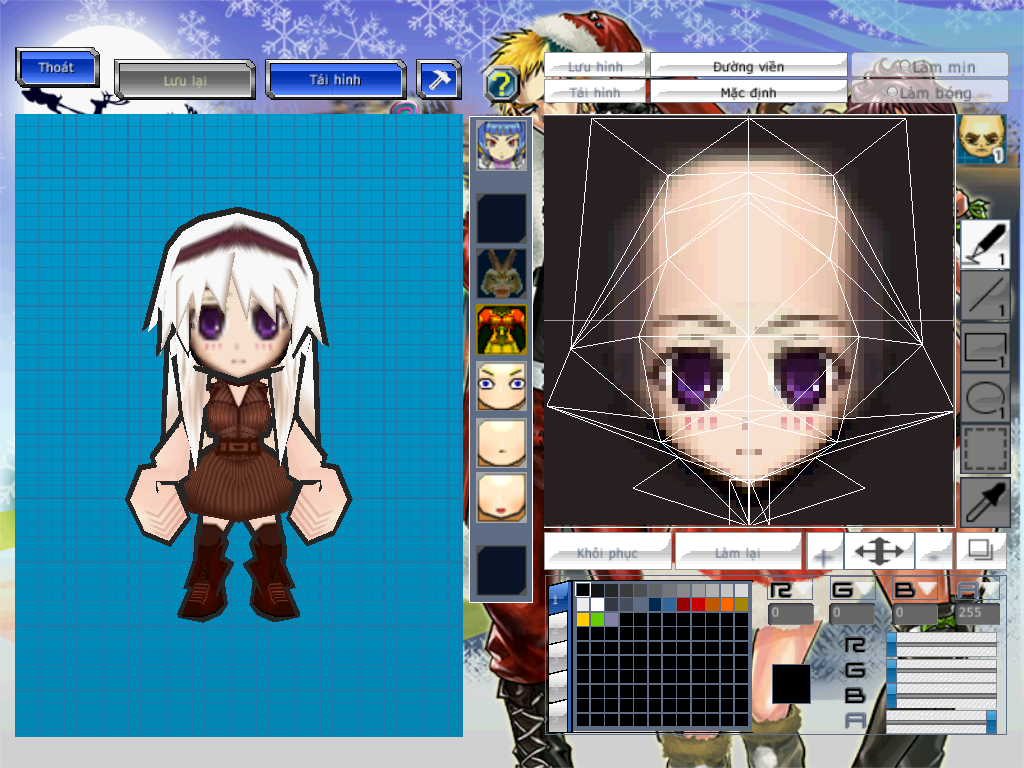 Thoát
Lưu lại
Tải hình
?
Lưu hình
Đường viền
Làm mịn
Tải hình
Mặc định
Làm bóng
1
1
1
1
1
Khôi phục
Làm lại
+
-
1
R
G
B
A
0
0
0
255
R
G
B
A